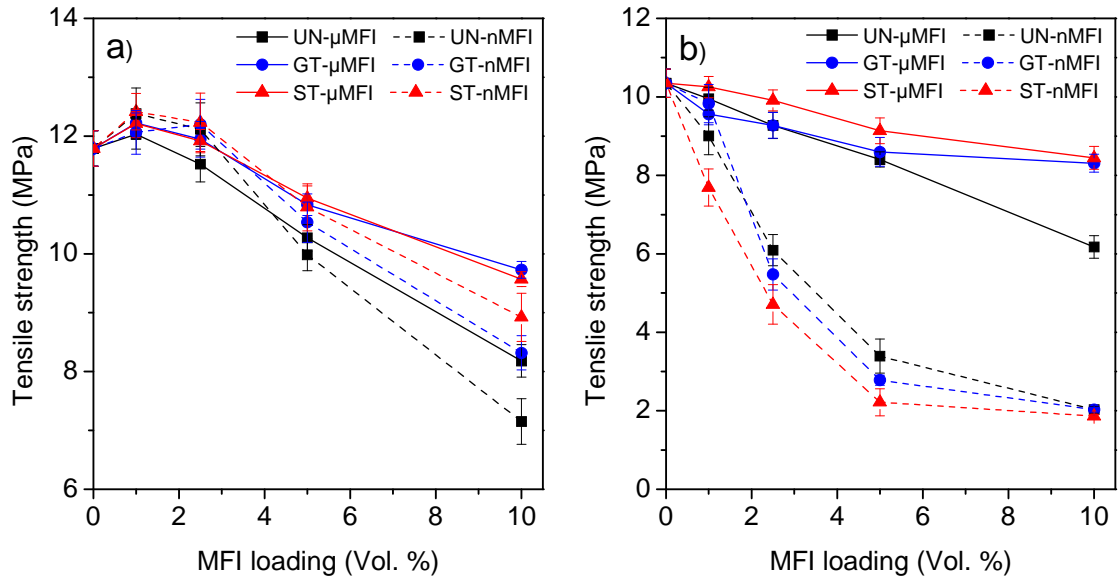 a)
UN-μMFI UN-nMFI
GT-μMFI GT-nMFI
ST-μMFI ST-nMFI
14
12
10
8
6
0 2 4 6 8 10
Tensile strength (MPa)
MFI loading (Vol. %)
b)
UN-μMFI UN-nMFI
GT-μMFI GT-nMFI
ST-μMFI ST-nMFI
12
10
8
6
4
2
0
0 2 4 6 8 10
Tenslie strength (MPa)
MFI loading (Vol. %)